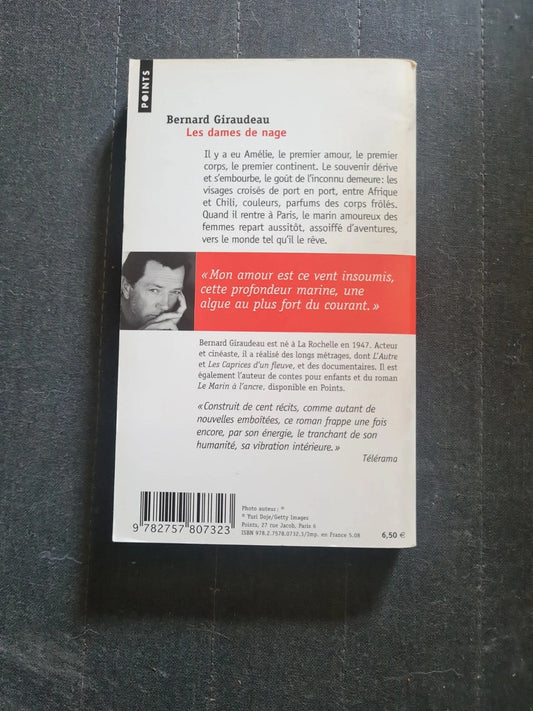 POINTS
Bernard Giraudeau
Les dames de nage
Il y a eu Amélie, le premier amour, le premier
corps, le premier continent. Le souvenir dérive
et s'embourbe, le goût de l'inconnu demeure : les
visages croisés de port en port, entre Afrique
et Chili, couleurs, parfums des corps frôlés.
Quand il rentre à Paris, le marin amoureux des
femmes repart aussitôt, assoiffé d'aventures,
vers le monde tel qu'il le rêve.
« Mon amour est ce vent insoumis,
cette profondeur marine, une
algue au plus fort du courant. »
Bernard Giraudeau est né à La Rochelle en 1947. Acteur
et cinéaste, il a réalisé des longs métrages, dont L'Autre
et Les Caprices d'un fleuve, et des documentaires. Il est
également l'auteur de contes pour enfants et du roman
Le Marin à l'ancre, disponible en Points.
« Construit de cent récits, comme autant de
nouvelles emboîtées, ce roman frappe une fois
encore, par son énergie, le tranchant de son
humanité, sa vibration intérieure. »
Télérama
9 782757 807323
Photo auteur : ®
® Yuri Doje/Getty Images
Points, 27 rue Jacob, Paris 6
ISBN 978.2.7578.0732.3/Imp. en France 5.08
6,50 €